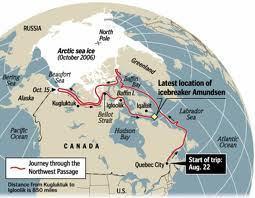 RUSSIA
North
Pole
Arctic sea ice
(October 2006)
Greenland
Bering
Sea
Beaufort
Sea
Latest location of
icebreaker Amundsen
Oct. 15
Baffin
Bay
Alaska
Kugluktuk
Baffin I.
Igloolik
Iqaluit
Pacific
Ocean
Bellot
Strait
Labrador
Sea
Hudson
Bay
Atlantic
Ocean
CANADA
Quebec City
Start of trip:
Aug. 22
Journey through the
Northwest Passage
U.S.
Distance from Kugluktuk to
Igloolik is 850 miles